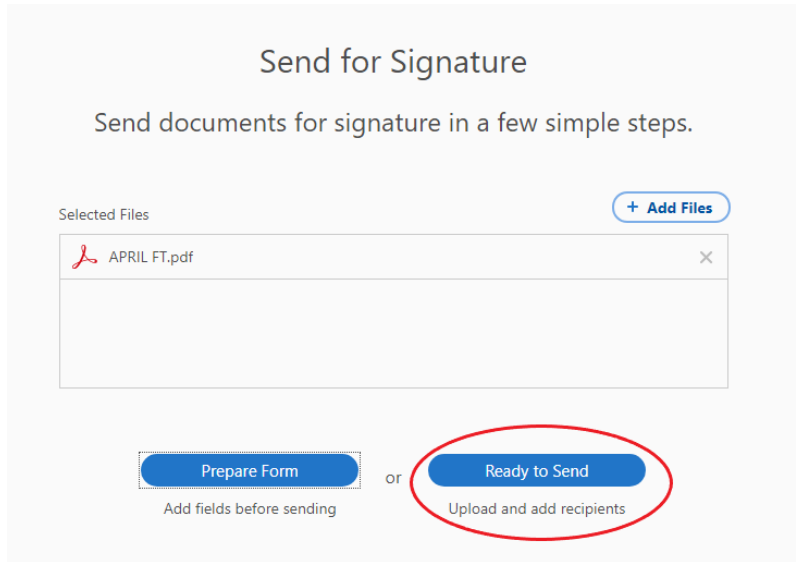 Send for Signature
Send documents for signature in a few simple steps.
Selected Files
+ Add Files
APRIL FT.pdf
Prepare Form or Ready to Send
Add fields before sending Upload and add recipients